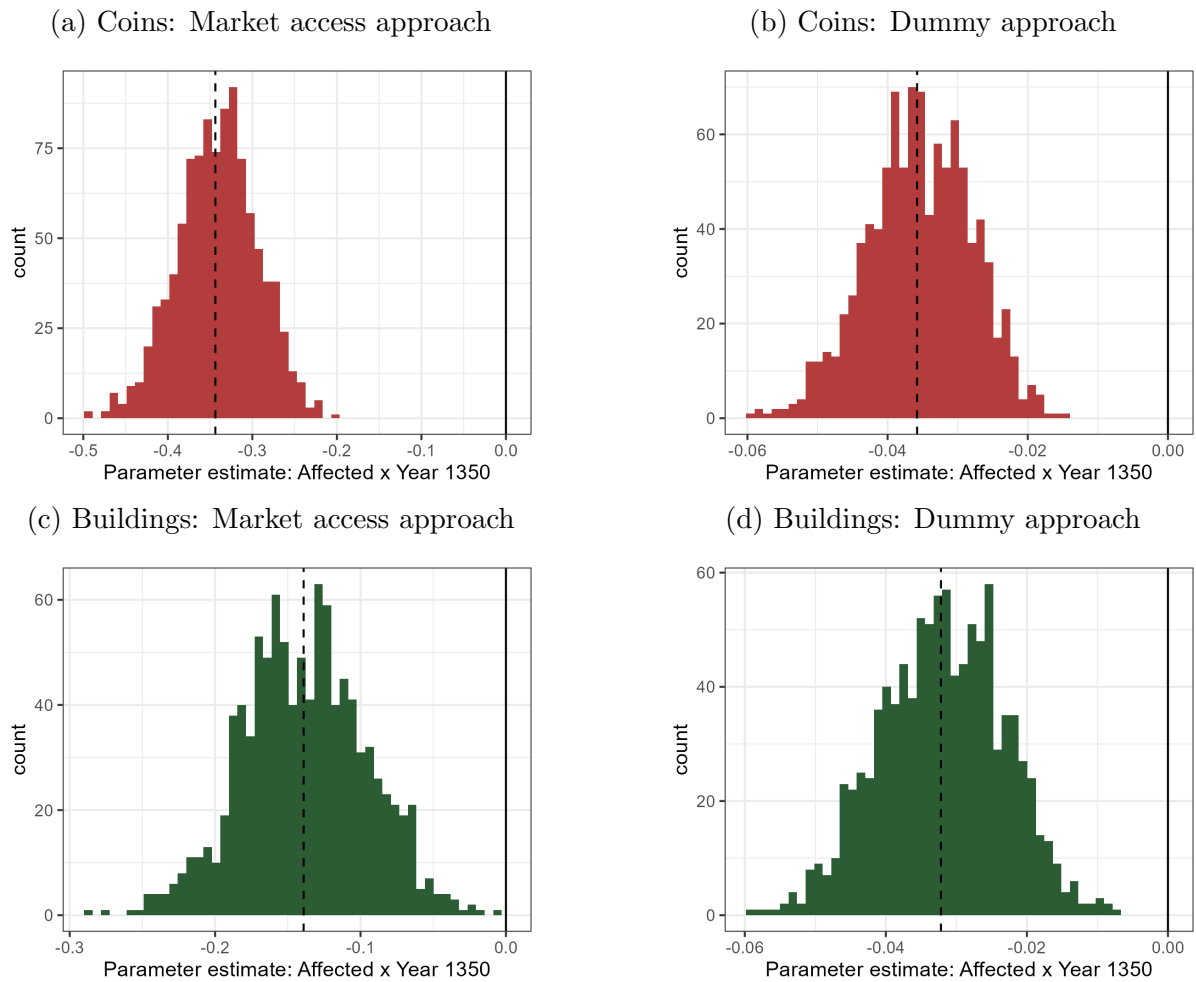 (a) Coins: Market access approach
count
75
50
25
0
-0.5 -0.4 -0.3 -0.2 -0.1 0.0
Parameter estimate: Affected x Year 1350
(b) Coins: Dummy approach
count
60
40
20
0
-0.06 -0.04 -0.02 0.00
Parameter estimate: Affected x Year 1350
(c) Buildings: Market access approach
count
60
40
20
0
-0.3 -0.2 -0.1 0.0
Parameter estimate: Affected x Year 1350
(d) Buildings: Dummy approach
count
60
40
20
0
-0.06 -0.04 -0.02 0.00
Parameter estimate: Affected x Year 1350